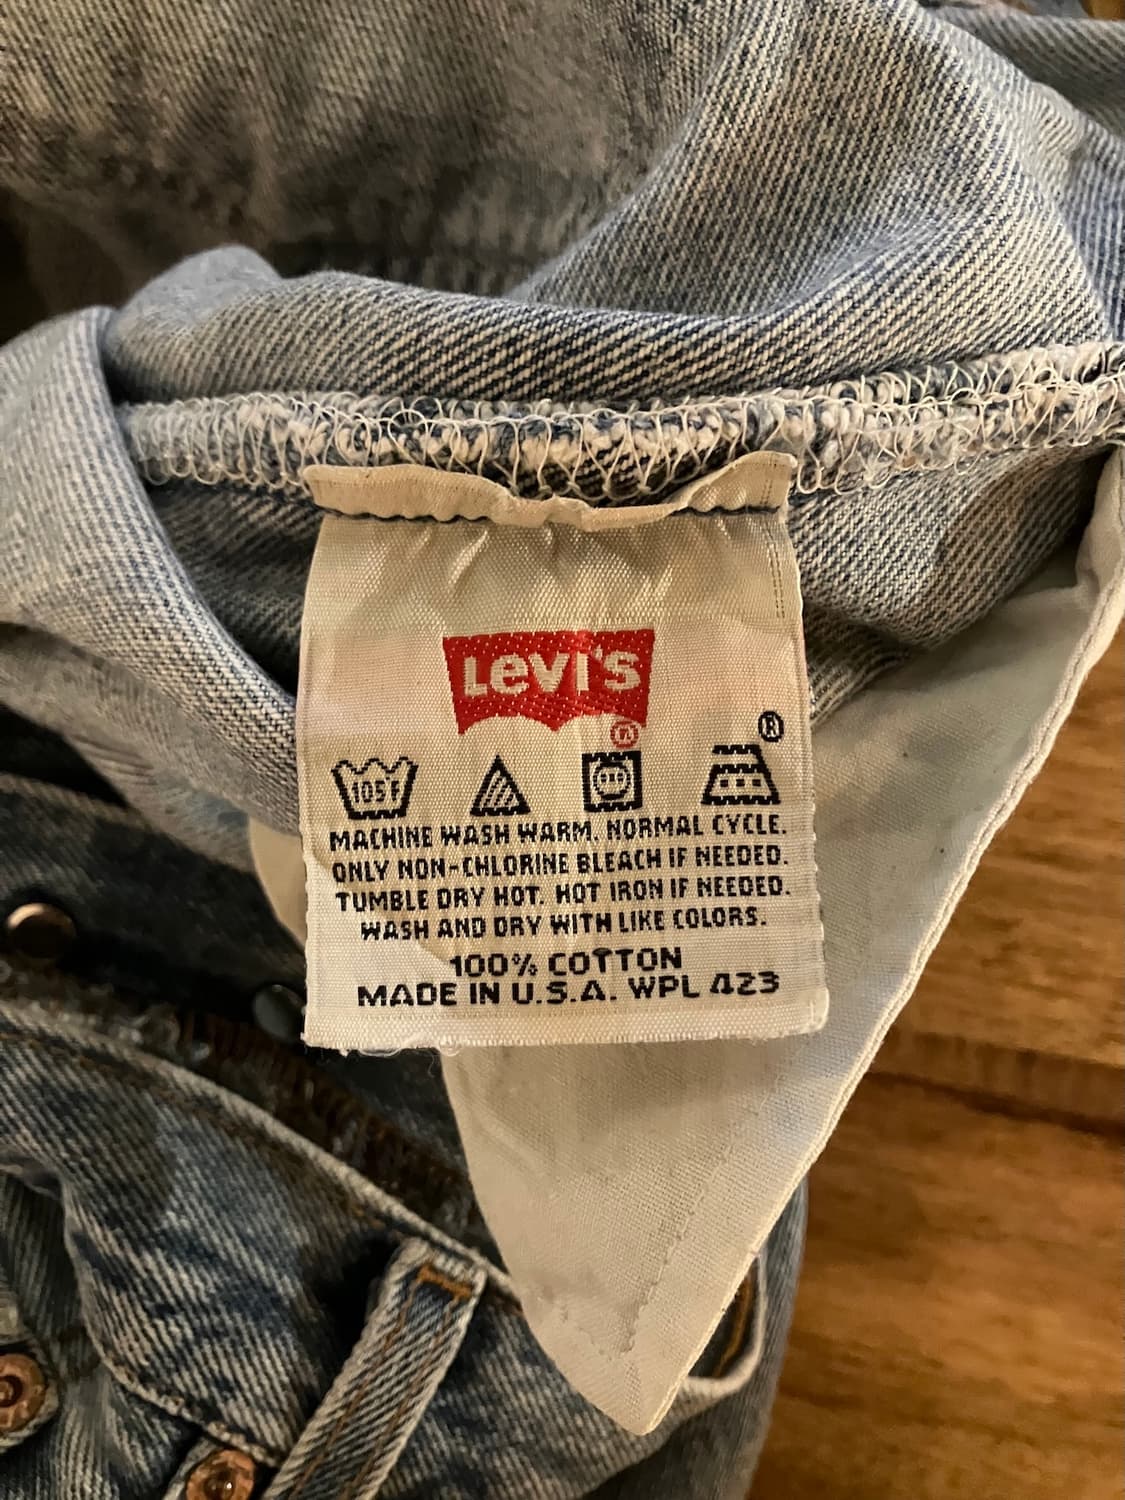 Levi's
®
®
105F
MACHINE WASH WARM. NORMAL CYCLE.
ONLY NON-CHLORINE BLEACH IF NEEDED.
TUMBLE DRY HOT. HOT IRON IF NEEDED.
WASH AND DRY WITH LIKE COLORS.
100% COTTON
MADE IN U.S.A. WPL 423